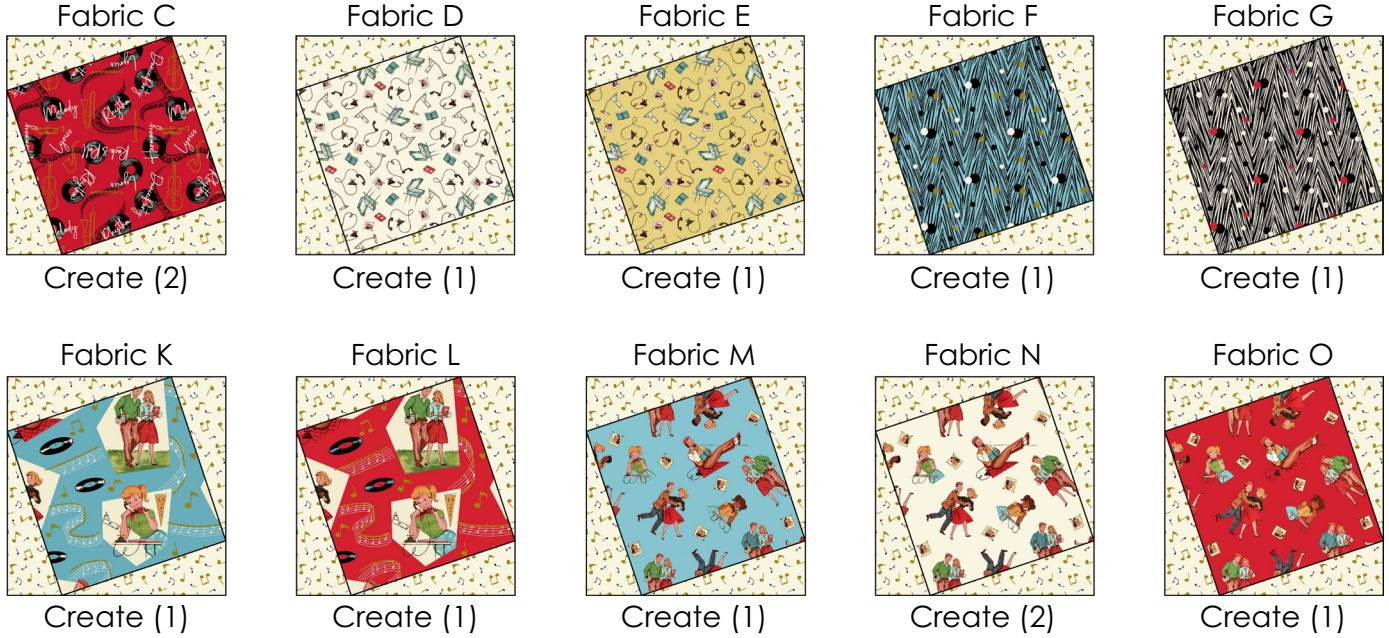 Fabric C Fabric D Fabric E Fabric F Fabric G
Create (2) Create (1) Create (1) Create (1) Create (1)
Fabric K Fabric L Fabric M Fabric N Fabric O
Create (1) Create (1) Create (1) Create (2) Create (1)